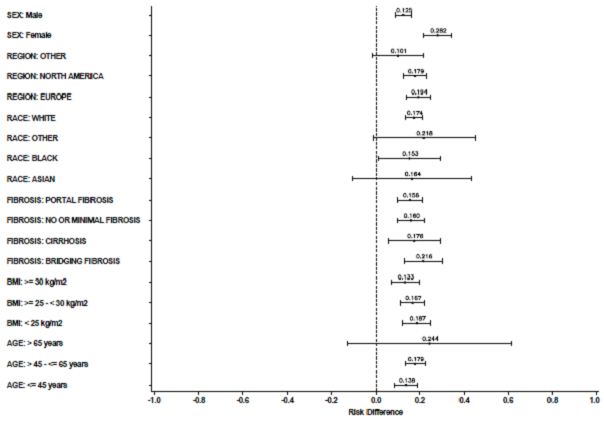 SEX: Male 0.125
SEX: Female 0.282
REGION: OTHER 0.101
REGION: NORTH AMERICA 0.179
REGION: EUROPE 0.194
RACE: WHITE 0.174
RACE: OTHER 0.218
RACE: BLACK 0.153
RACE: ASIAN 0.164
FIBROSIS: PORTAL FIBROSIS 0.156
FIBROSIS: NO OR MINIMAL FIBROSIS 0.160
FIBROSIS: CIRRHOSIS 0.176
FIBROSIS: BRIDGING FIBROSIS 0.216
BMI: >= 30 kg/m2 0.133
BMI: >= 25 - < 30 kg/m2 0.167
BMI: < 25 kg/m2 0.187
AGE: > 65 years 0.244
AGE: > 45 - <= 65 years 0.179
AGE: <= 45 years 0.138
-1.0 -0.8 -0.6 -0.4 -0.2 0.0 0.2 0.4 0.6 0.8 1.0
Risk Difference